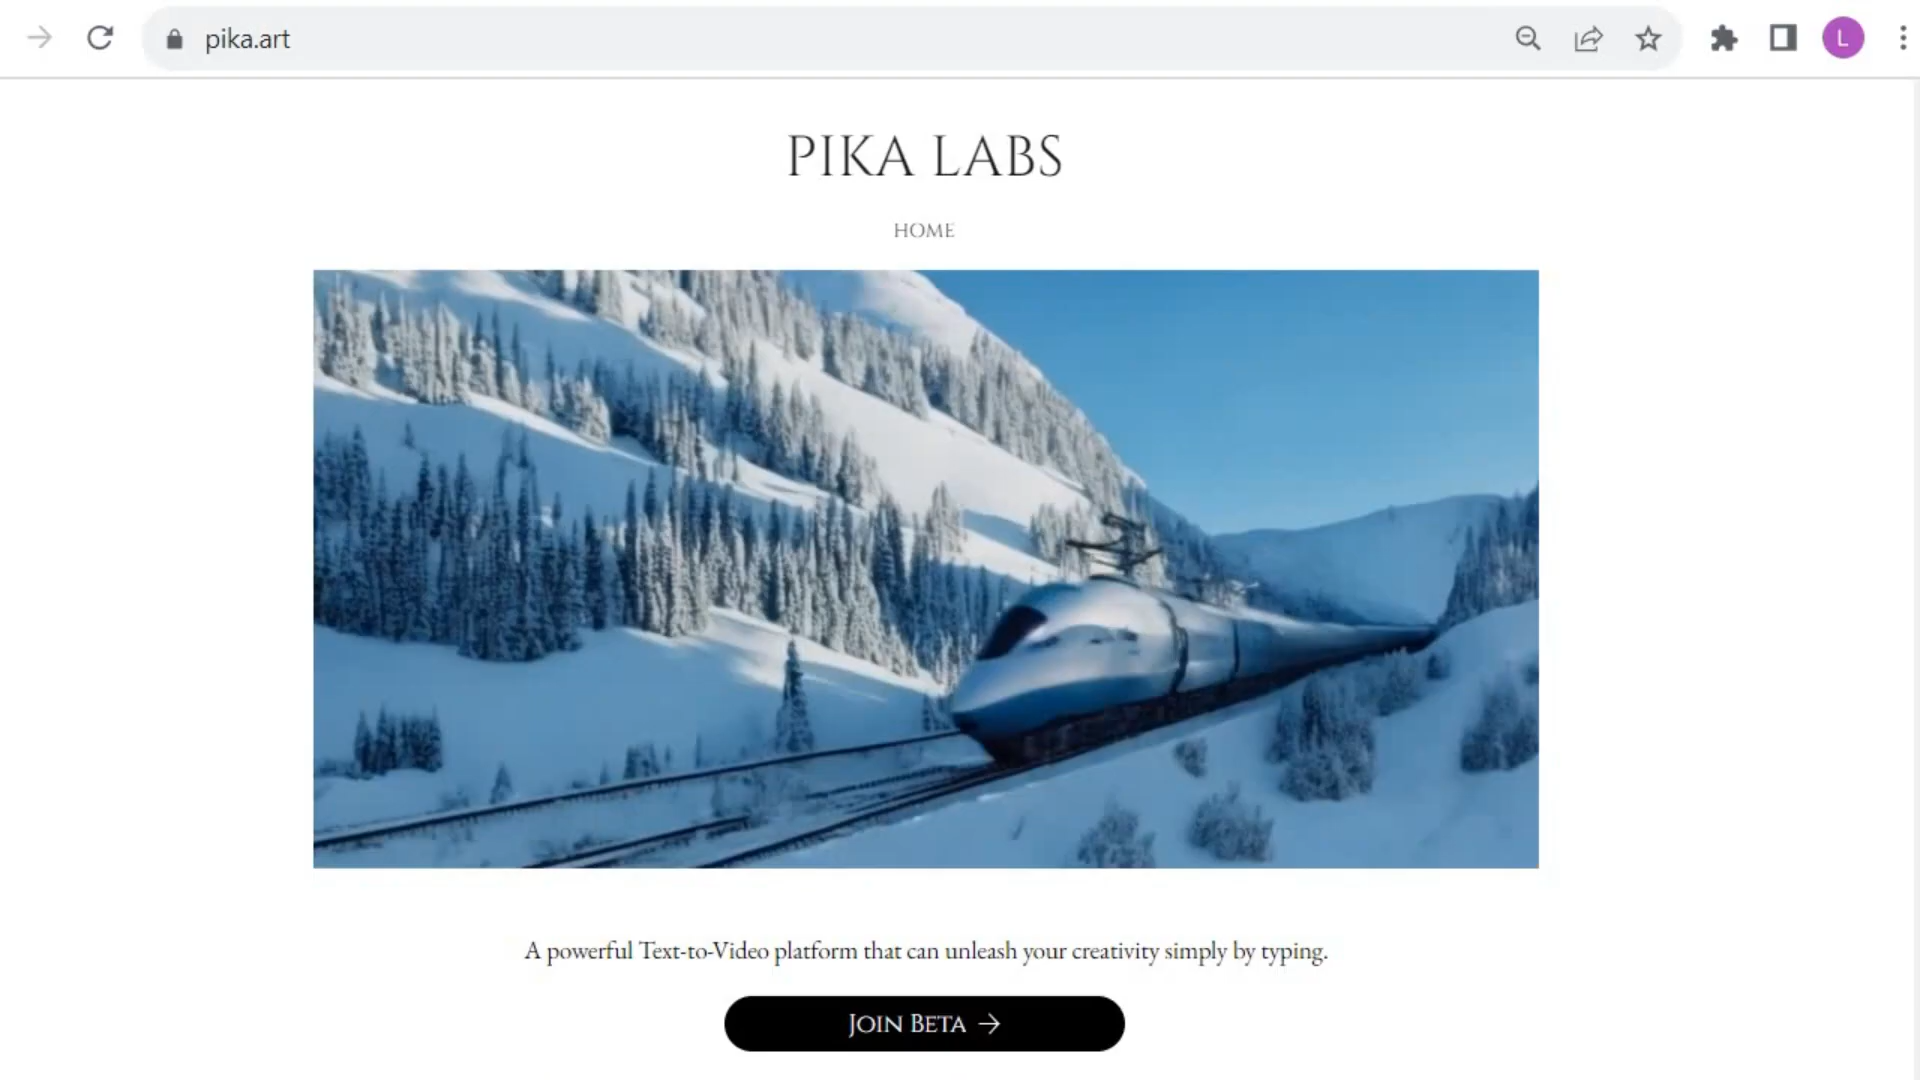 pika.art
L
PIKA LABS
HOME
A powerful Text-to-Video platform that can unleash your creativity simply by typing.
JOIN BETA →